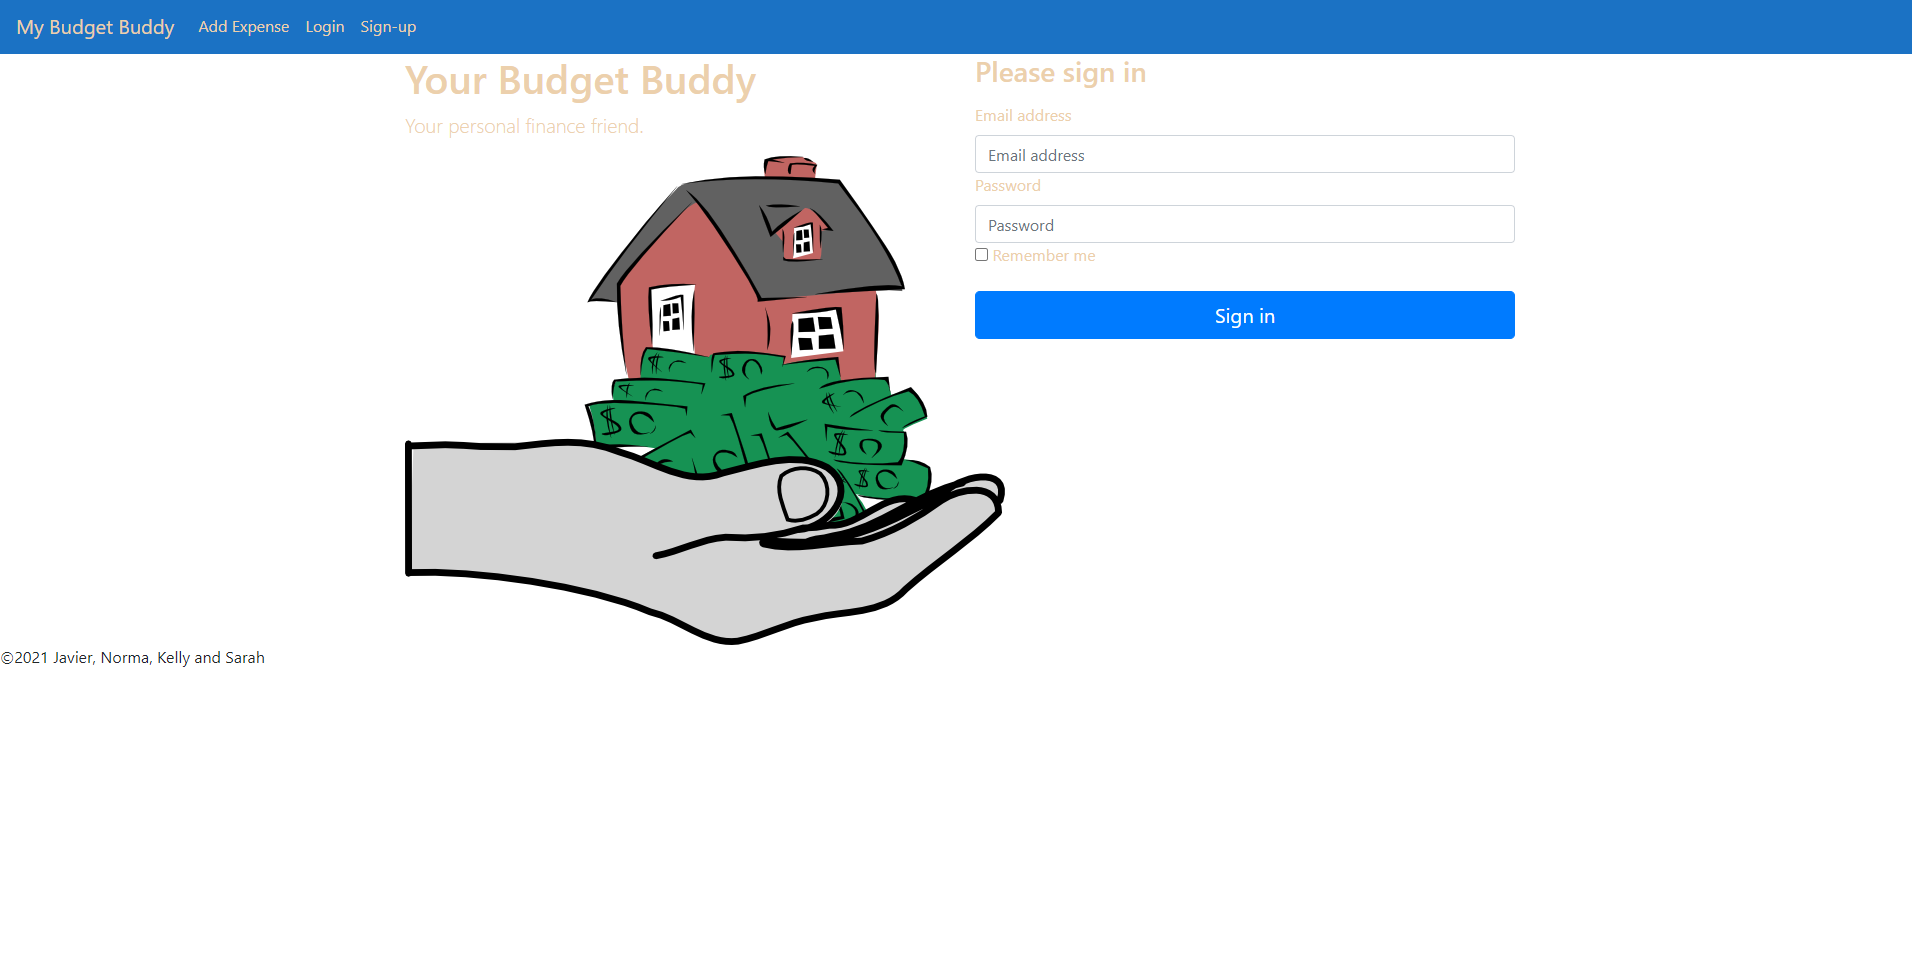 My Budget Buddy Add Expense Login Sign-up
Your Budget Buddy
Your personal finance friend.
Please sign in
Email address
Email address
Password
Password
Remember me
Sign in
$
$
$
$
$
©2021 Javier, Norma, Kelly and Sarah